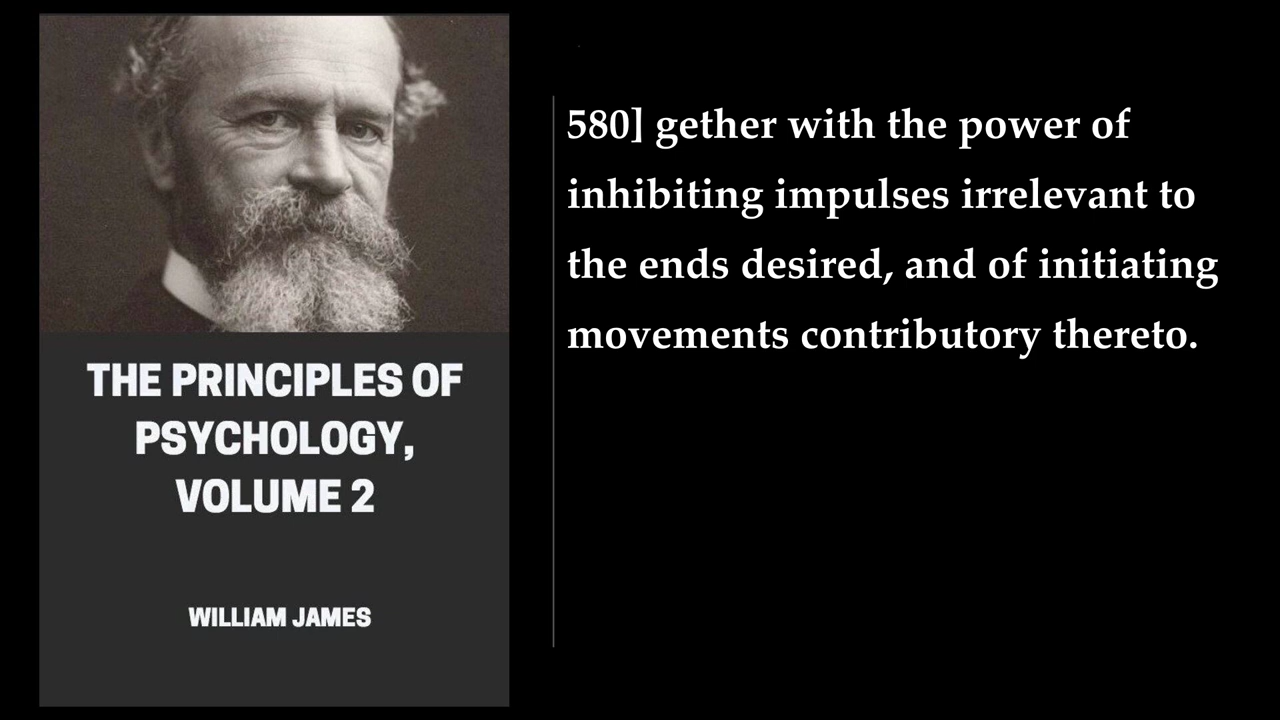 THE PRINCIPLES OF
PSYCHOLOGY,
VOLUME 2
WILLIAM JAMES
580] gether with the power of
inhibiting impulses irrelevant to
the ends desired, and of initiating
movements contributory thereto.